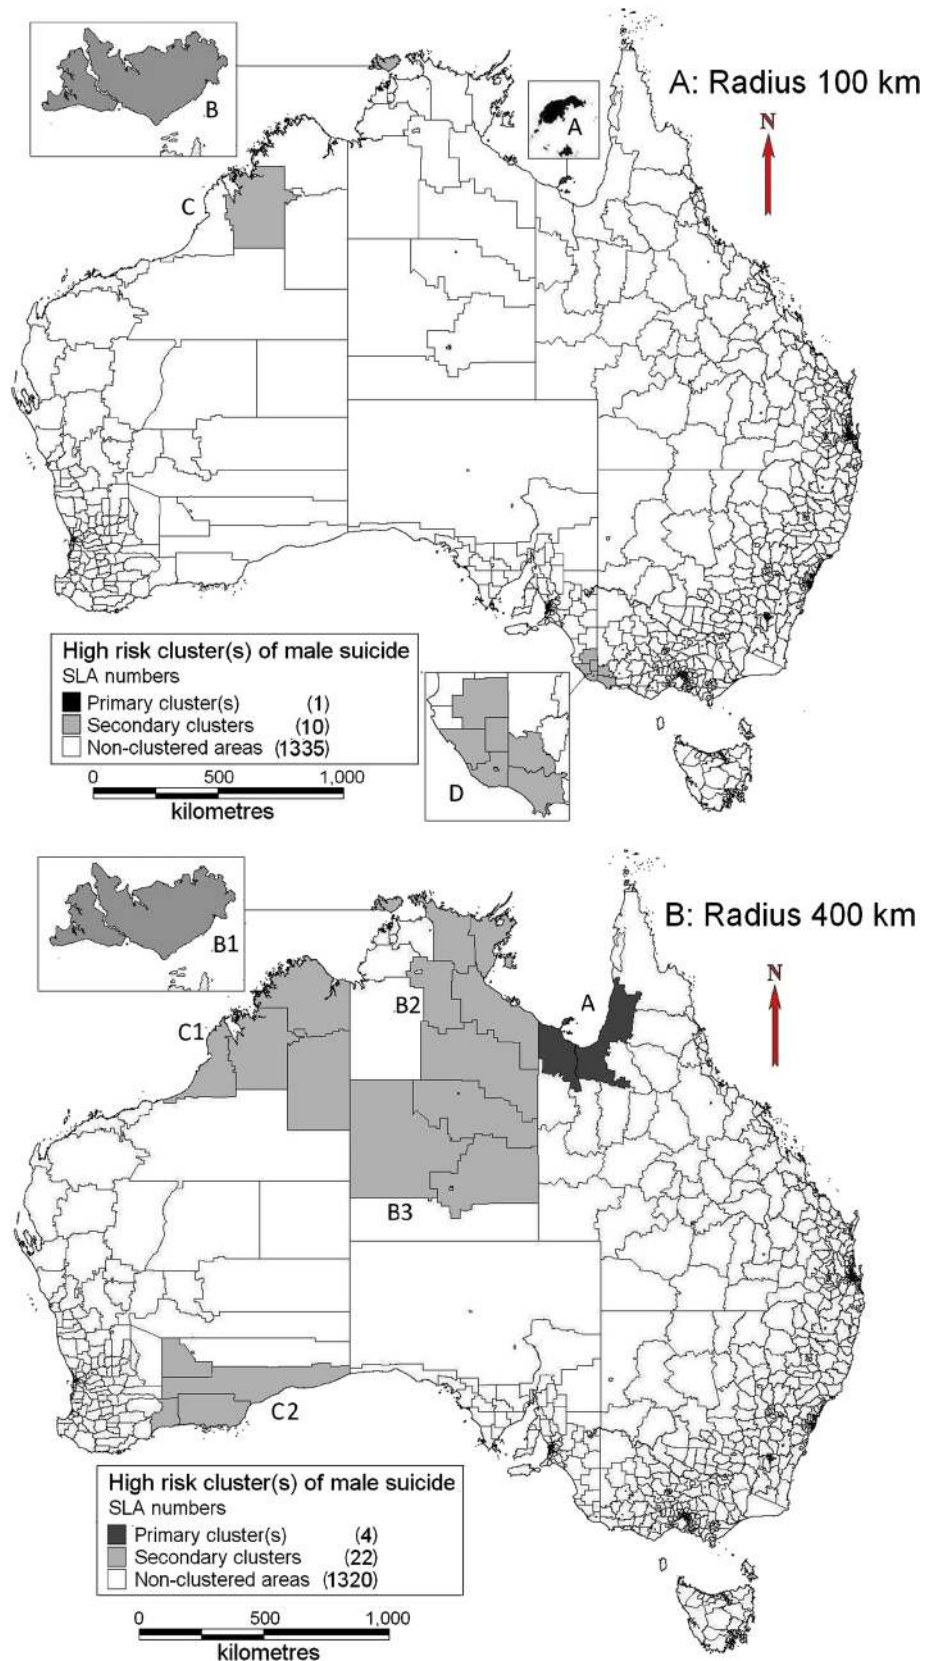 B
A: Radius 100 km
A
N
C
High risk cluster(s) of male suicide
SLA numbers
Primary cluster(s) (1)
Secondary clusters (10)
Non-clustered areas (1335)
0 500 1,000
kilometres
D
B1
B: Radius 400 km
N
B2
A
C1
B3
C2
High risk cluster(s) of male suicide
SLA numbers
Primary cluster(s) (4)
Secondary clusters (22)
Non-clustered areas (1320)
0 500 1,000
kilometres